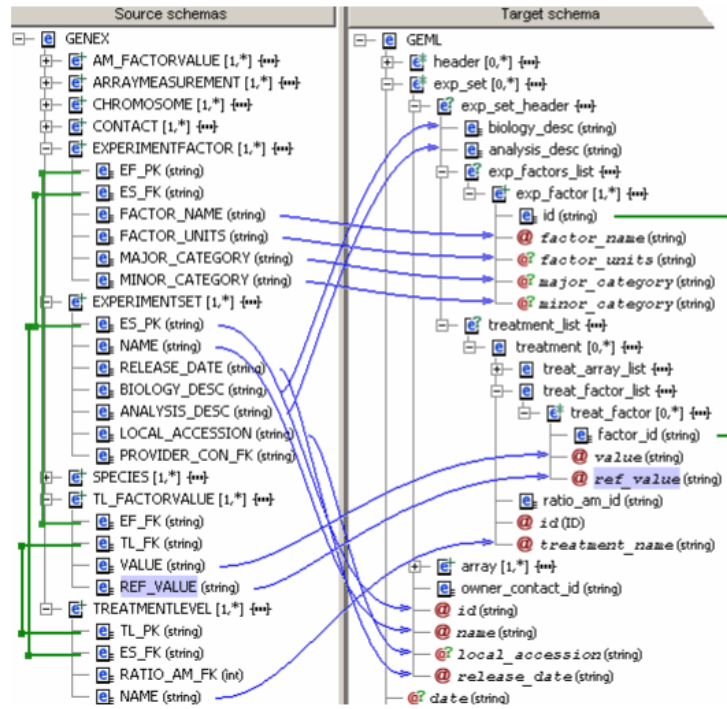 Source schemas
GENEX
AM_FACTORVALUE [1,*]
ARRAYMEASUREMENT [1,*]
CHROMOSOME [1,*]
CONTACT [1,*]
EXPERIMENTFACTOR [1,*]
EF_PK (string)
ES_FK (string)
FACTOR_NAME (string)
FACTOR_UNITS (string)
MAJOR_CATEGORY (string)
MINOR_CATEGORY (string)
EXPERIMENTSET [1,*]
ES_PK (string)
NAME (string)
RELEASE_DATE (string)
BIOLOGY_DESC (string)
ANALYSIS_DESC (string)
LOCAL_ACCESSION (string)
PROVIDER_CON_FK (string)
SPECIES [1,*]
TL_FACTORVALUE [1,*]
EF_FK (string)
TL_FK (string)
VALUE (string)
REF_VALUE (string)
TREATMENTLEVEL [1,*]
TL_PK (string)
ES_FK (string)
RATIO_AM_FK (int)
NAME (string)
Target schema
GEML
header [0,*]
exp_set [0,*]
exp_set_header
biology_desc (string)
analysis_desc (string)
exp_factors_list
exp_factor [1,*]
id (string)
factor_name (string)
factor_units (string)
major_category (string)
minor_category (string)
treatment_list
treatment [0,*]
treat_array_list
treat_factor_list
treat_factor [0,*]
factor_id (string)
value (string)
ref_value (string)
ratio_am_id (string)
id (ID)
treatment_name (string)
array [1,*]
owner_contact_id (string)
id (string)
name (string)
local_accession (string)
release_date (string)
date (string)